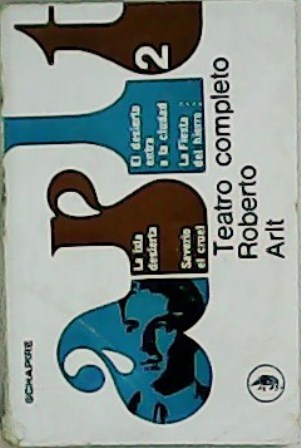 SCHAPIRE
arlt
2
La isla
desierta
Saverio
el cruel
El desierto
entra
a la ciudad
La Fiesta
del hierro
Teatro completo
Roberto
Arlt